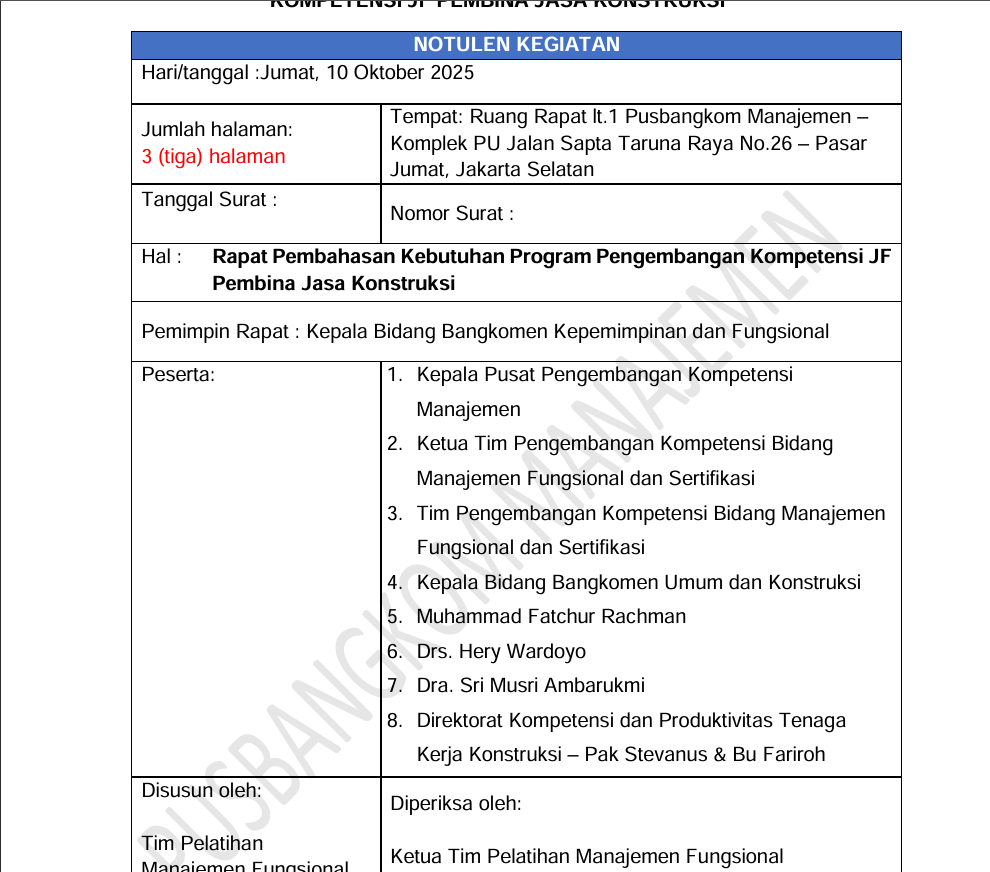 KOMPETENSI JF PEMBINA JASA KONSTRUKSI
NOTULEN KEGIATAN
Hari/tanggal :Jumat, 10 Oktober 2025
Jumlah halaman:
3 (tiga) halaman
Tempat: Ruang Rapat lt.1 Pusbangkom Manajemen –
Komplek PU Jalan Sapta Taruna Raya No.26 – Pasar
Jumat, Jakarta Selatan
Tanggal Surat :
Nomor Surat :
Hal : Rapat Pembahasan Kebutuhan Program Pengembangan Kompetensi JF
Pembina Jasa Konstruksi
Pemimpin Rapat : Kepala Bidang Bangkomen Kepemimpinan dan Fungsional
Peserta:
1. Kepala Pusat Pengembangan Kompetensi
Manajemen
2. Ketua Tim Pengembangan Kompetensi Bidang
Manajemen Fungsional dan Sertifikasi
3. Tim Pengembangan Kompetensi Bidang Manajemen
Fungsional dan Sertifikasi
4. Kepala Bidang Bangkomen Umum dan Konstruksi
5. Muhammad Fatchur Rachman
6. Drs. Hery Wardoyo
7. Dra. Sri Musri Ambarukmi
8. Direktorat Kompetensi dan Produktivitas Tenaga
Kerja Konstruksi – Pak Stevanus & Bu Fariroh
Disusun oleh:
Tim Pelatihan
Manajemen Fungsional
Diperiksa oleh:
Ketua Tim Pelatihan Manajemen Fungsional
PUSBANGKOM MANAJEMEN